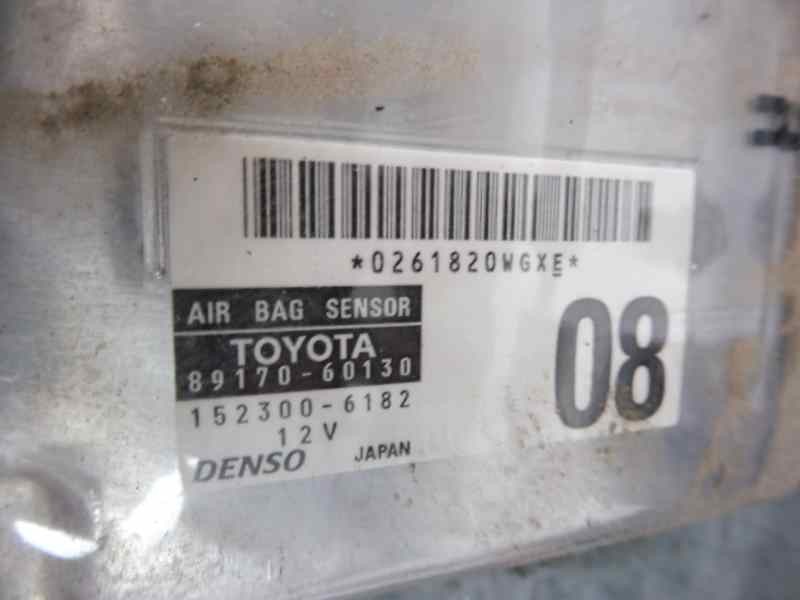 *0261820WGXE*
AIR BAG SENSOR
TOYOTA
89170-60130
152300-6182
12V
DENSO JAPAN
08